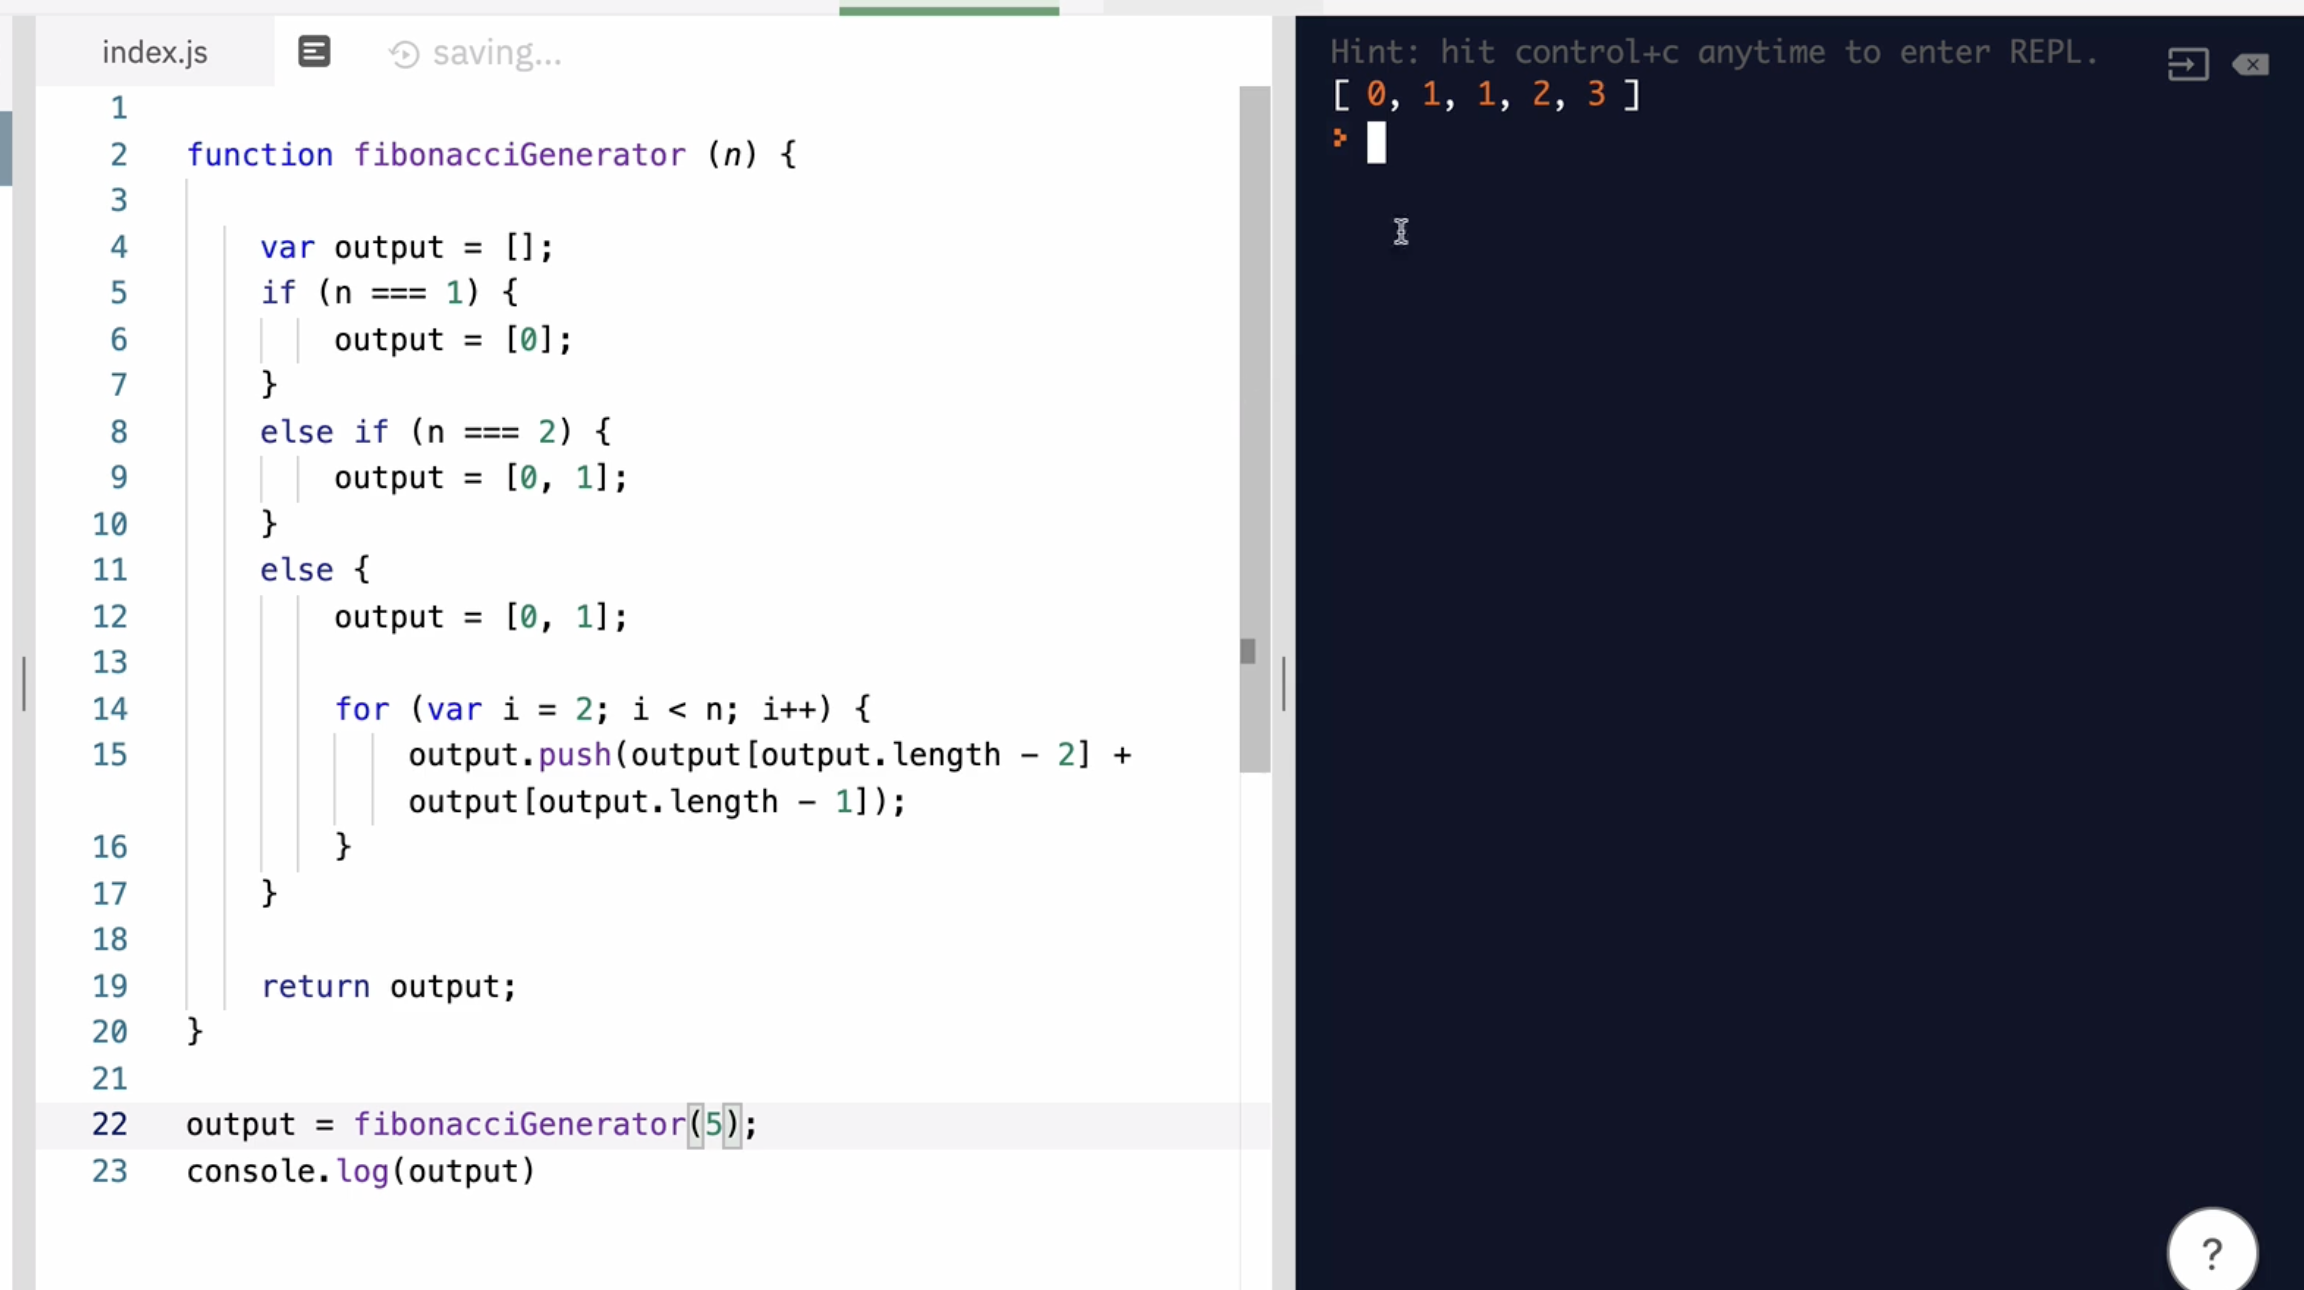 index.js
saving...
1
2 function fibonacciGenerator (n) {
3
4 var output = [];
5 if (n === 1) {
6 output = [0];
7 }
8 else if (n === 2) {
9 output = [0, 1];
10 }
11 else {
12 output = [0, 1];
13
14 for (var i = 2; i < n; i++) {
15 output.push(output[output.length - 2] +
output[output.length - 1]);
16 }
17 }
18
19 return output;
20 }
21
22 output = fibonacciGenerator(5);
23 console.log(output)
Hint: hit control+c anytime to enter REPL.
[ 0, 1, 1, 2, 3 ]
?